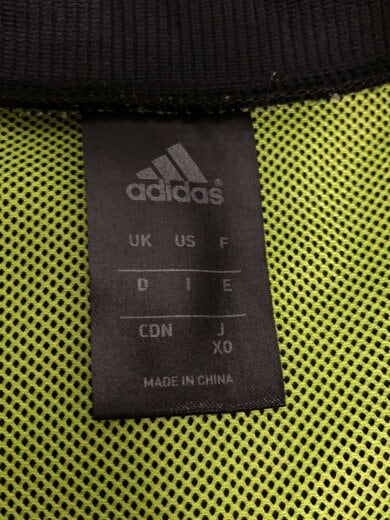 adidas®
UK US F
D I E
CDN J
XO
MADE IN CHINA